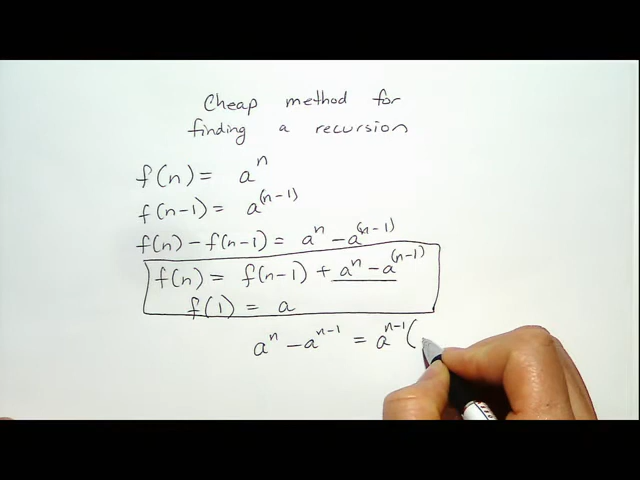 Cheap method for
finding a recursion
f(n) = a^n
f(n-1) = a^(n-1)
f(n) - f(n-1) = a^n - a^(n-1)
f(n) = f(n-1) + a^n - a^(n-1)
f(1) = a
a^n - a^n-1 = a^n-1 (